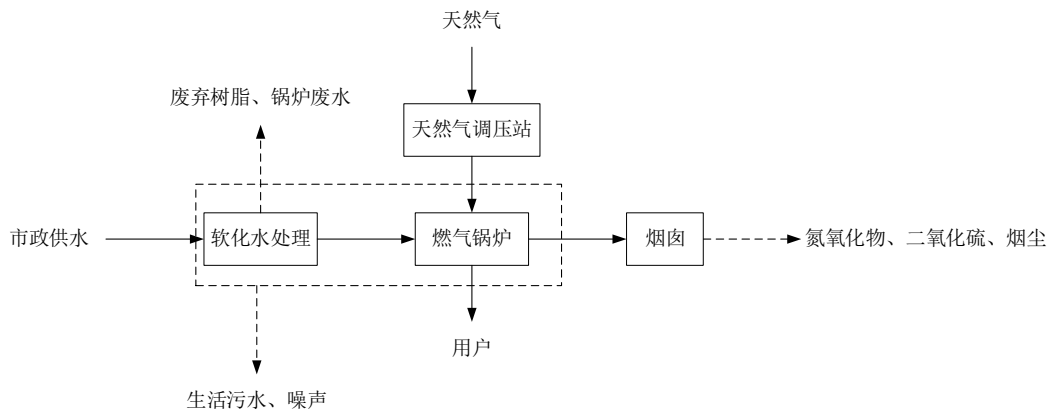 天然气
废弃树脂、锅炉废水
天然气调压站
市政供水
软化水处理
燃气锅炉
烟囱
氮氧化物、二氧化硫、烟尘
用户
生活污水、噪声